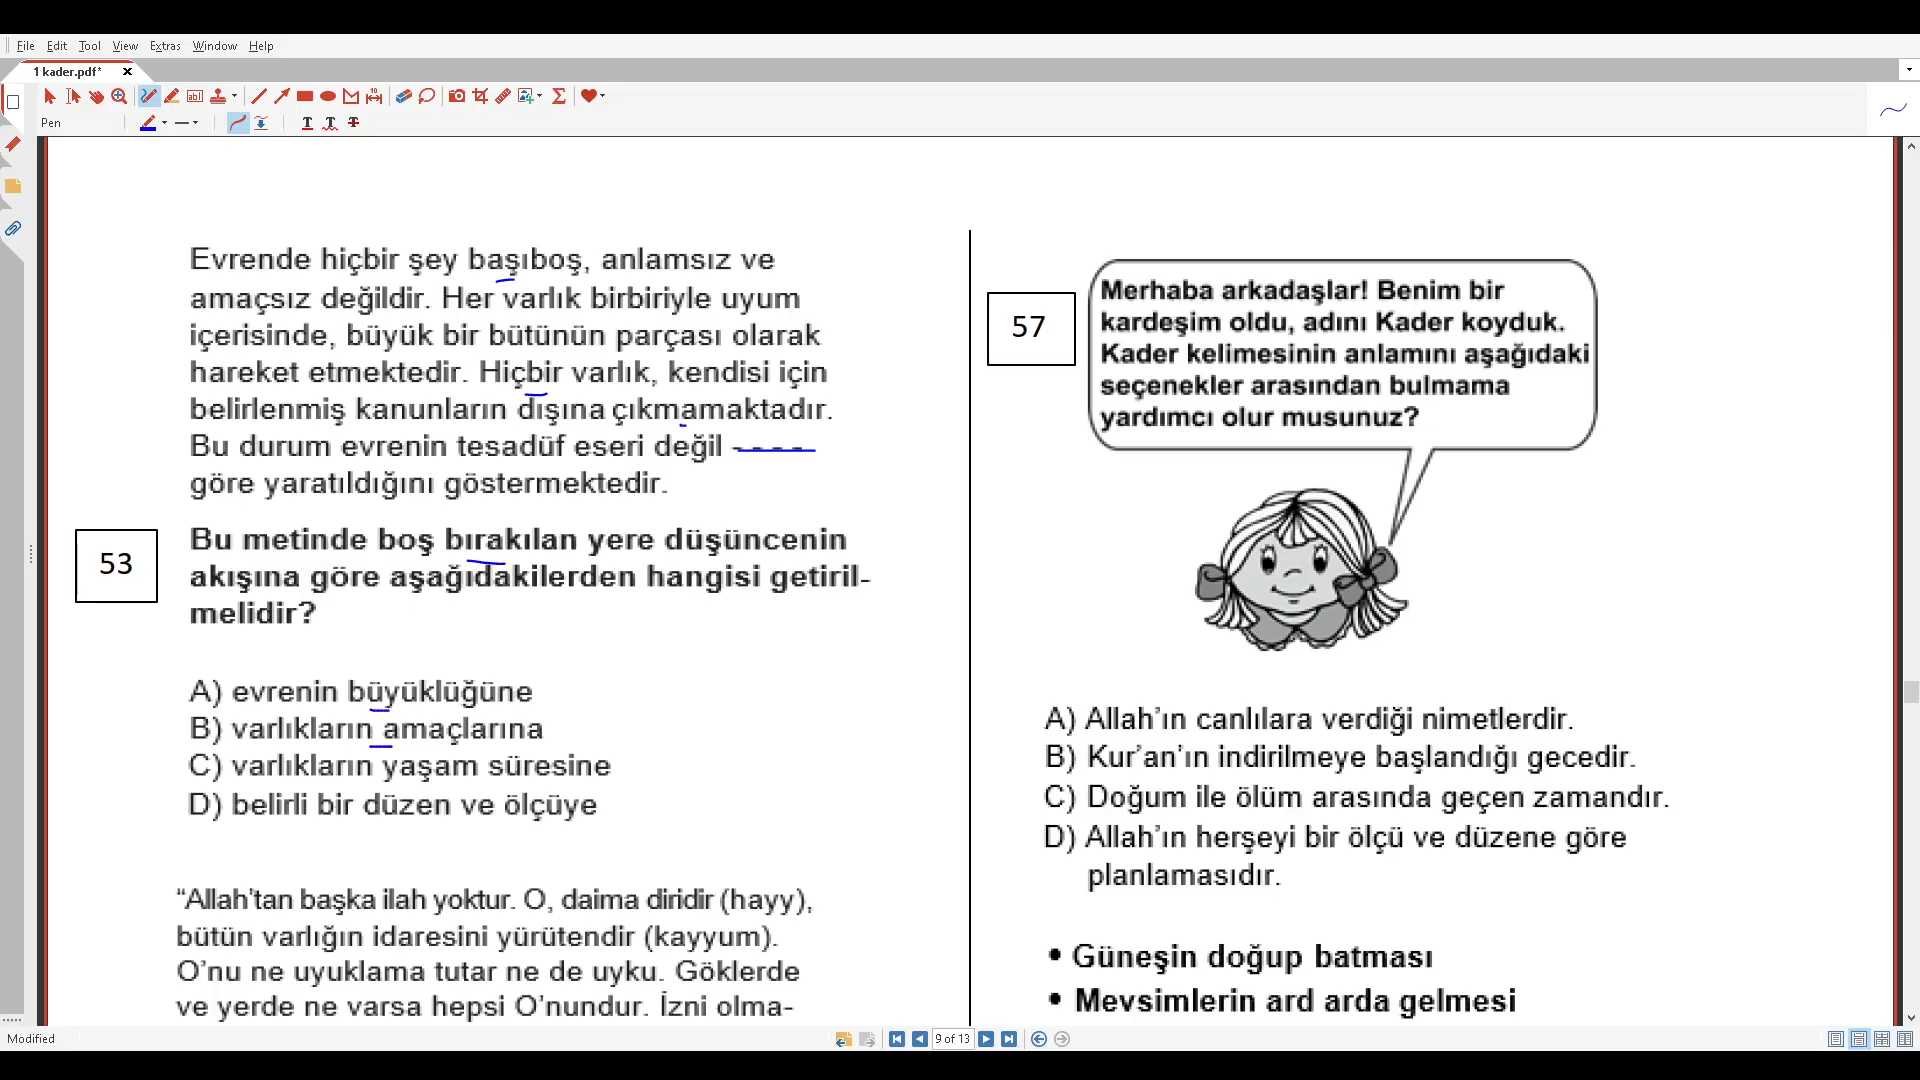 File Edit Tool View Extras Window Help
1 kader.pdf*
Pen
Evrende hiçbir şey başıboş, anlamsız ve
amaçsız değildir. Her varlık birbiriyle uyum
içerisinde, büyük bir bütünün parçası olarak
hareket etmektedir. Hiçbir varlık, kendisi için
belirlenmiş kanunların dışına çıkmamaktadır.
Bu durum evrenin tesadüf eseri değil - - - - -
göre yaratıldığını göstermektedir.
53
Bu metinde boş bırakılan yere düşüncenin
akışına göre aşağıdakilerden hangisi getiril-
melidir?
A) evrenin büyüklüğüne
B) varlıkların amaçlarına
C) varlıkların yaşam süresine
D) belirli bir düzen ve ölçüye
“Allah’tan başka ilah yoktur. O, daima diridir (hayy),
bütün varlığın idaresini yürütendir (kayyum).
O’nu ne uyuklama tutar ne de uyku. Göklerde
ve yerde ne varsa hepsi O’nundur. İzni olma-
57
Merhaba arkadaşlar! Benim bir
kardeşim oldu, adını Kader koyduk.
Kader kelimesinin anlamını aşağıdaki
seçenekler arasından bulmama
yardımcı olur musunuz?
A) Allah’ın canlılara verdiği nimetlerdir.
B) Kur’an’ın indirilmeye başlandığı gecedir.
C) Doğum ile ölüm arasında geçen zamandır.
D) Allah’ın herşeyi bir ölçü ve düzene göre
planlamasıdır.
• Güneşin doğup batması
• Mevsimlerin ard arda gelmesi
Modified
9 of 13